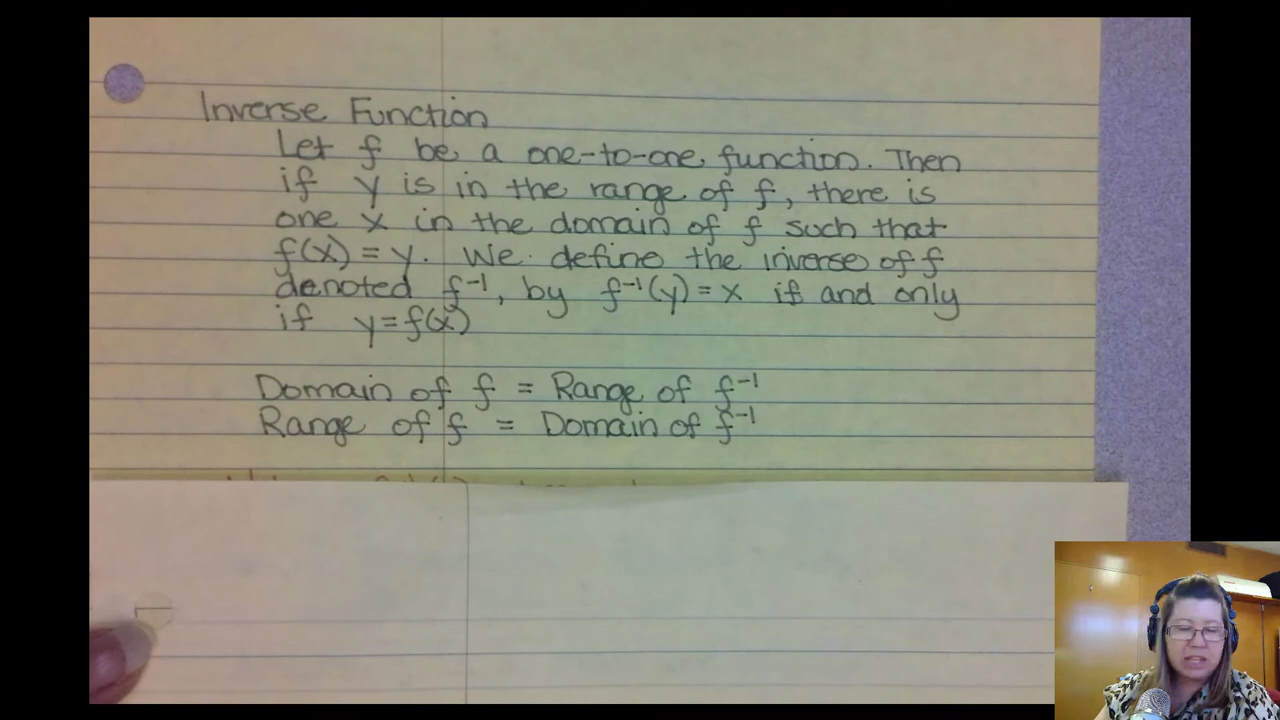 Inverse Function
Let f be a one-to-one function. Then
if y is in the range of f, there is
one x in the domain of f such that
f(x) = y. We define the inverse of f
denoted f⁻¹, by f⁻¹(y) = x if and only
if y = f(x)
Domain of f = Range of f⁻¹
Range of f = Domain of f⁻¹